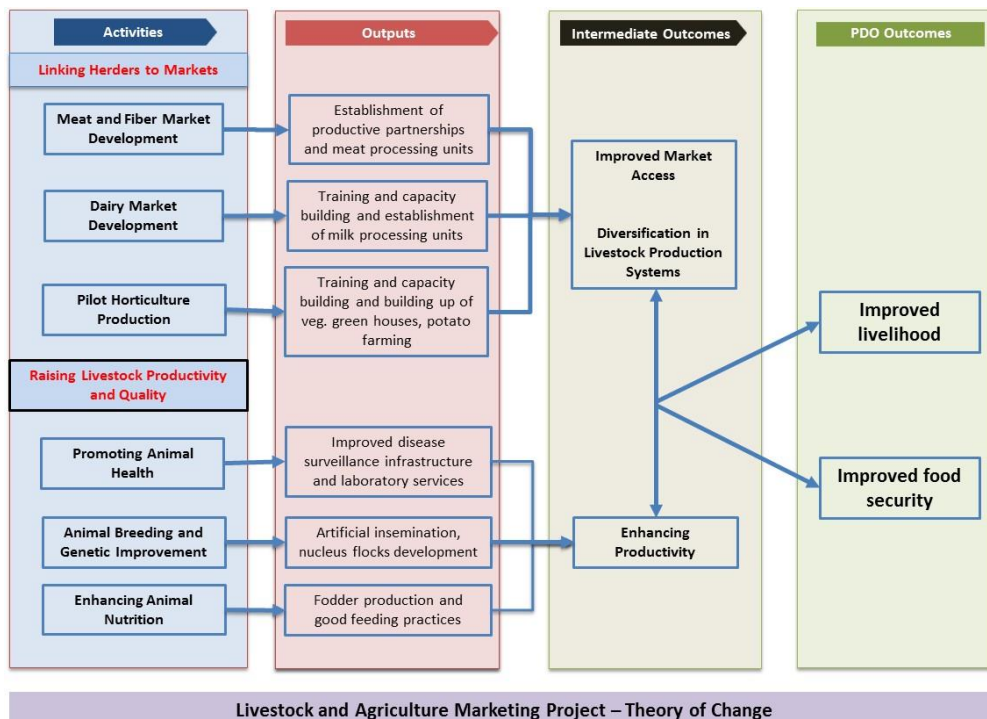 Activities
Linking Herders to Markets
Meat and Fiber Market
Development
Dairy Market
Development
Pilot Horticulture
Production
Raising Livestock Productivity
and Quality
Promoting Animal
Health
Animal Breeding and
Genetic Improvement
Enhancing Animal
Nutrition
Outputs
Establishment of
productive partnerships
and meat processing units
Training and capacity
building and establishment
of milk processing units
Training and capacity
building and building up of
veg. green houses, potato
farming
Improved disease
surveillance infrastructure
and laboratory services
Artificial insemination,
nucleus flocks development
Fodder production and
good feeding practices
Intermediate Outcomes
Improved Market
Access
Diversification in
Livestock Production
Systems
Enhancing
Productivity
PDO Outcomes
Improved
livelihood
Improved food
security
Livestock and Agriculture Marketing Project – Theory of Change